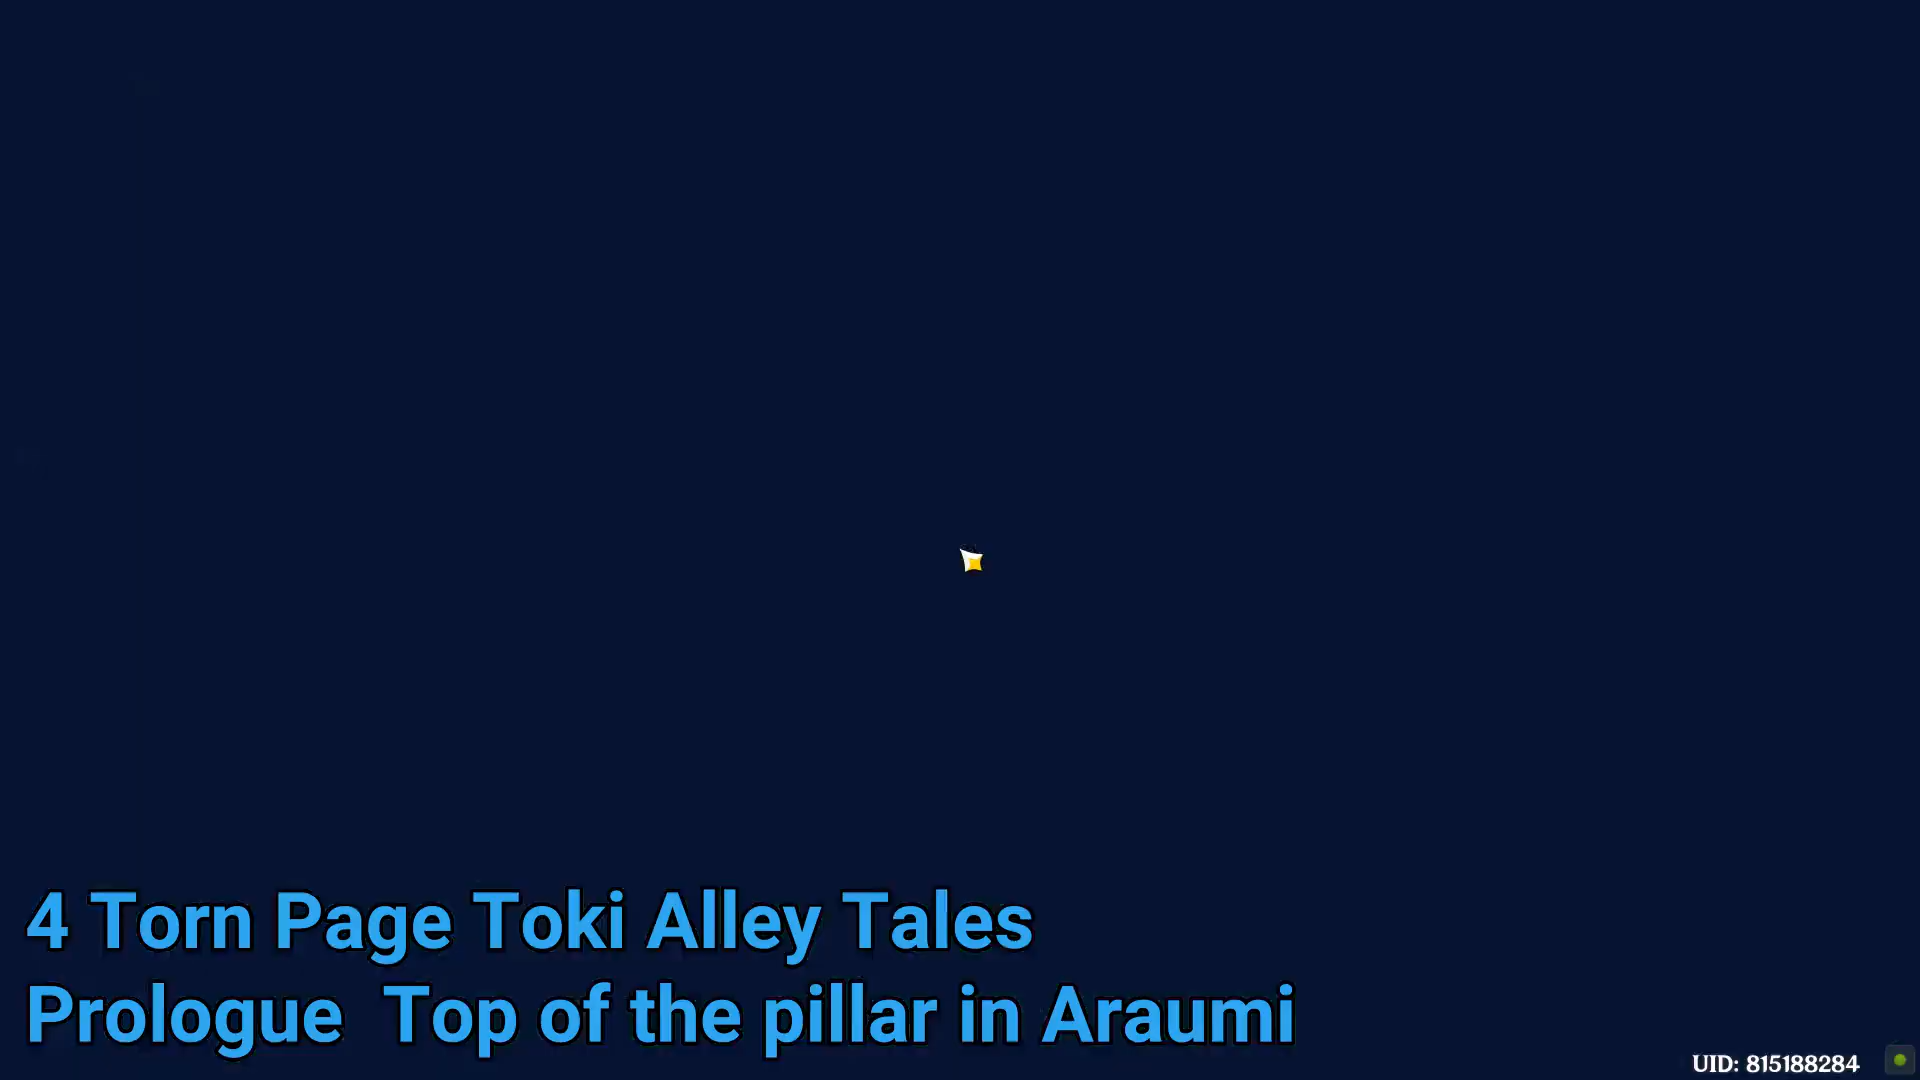 4 Torn Page Toki Alley Tales
Prologue  Top of the pillar in Araumi
UID: 815188284